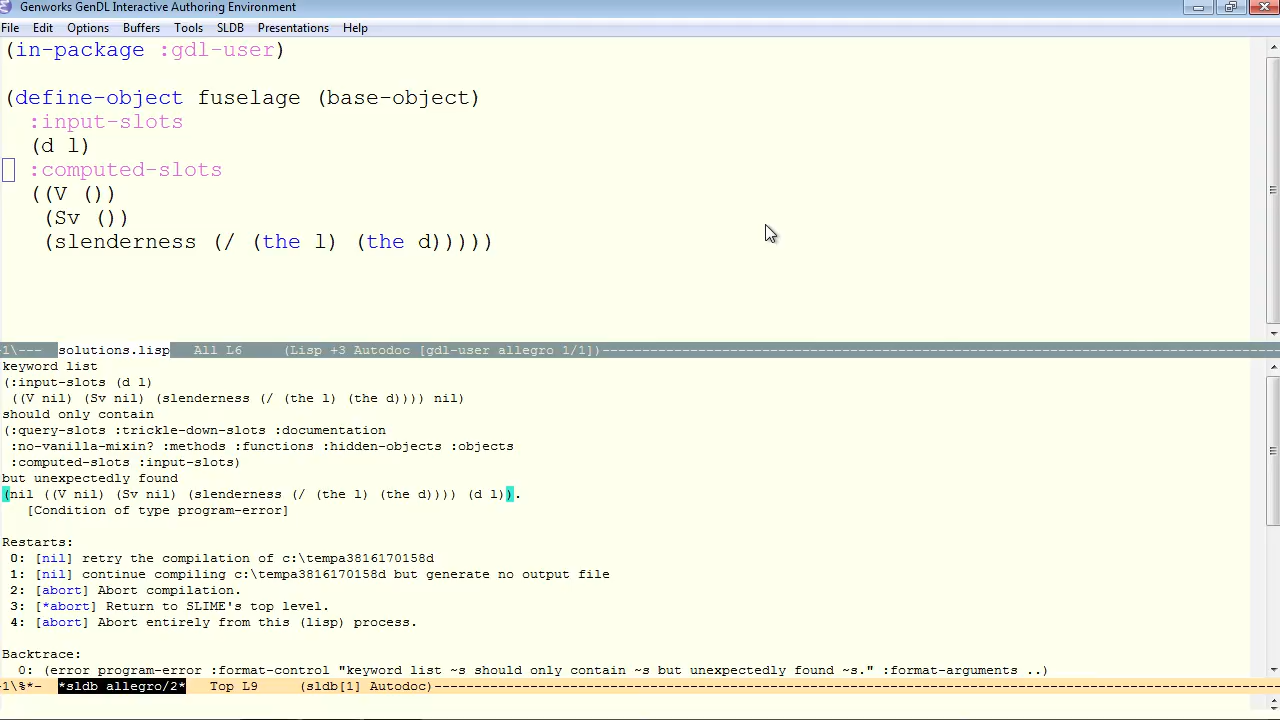 Genworks GenDL Interactive Authoring Environment
File Edit Options Buffers Tools SLDB Presentations Help
(in-package :gdl-user)
(define-object fuselage (base-object)
:input-slots
(d l)
:computed-slots
((V ())
(Sv ())
(slenderness (/ (the l) (the d)))))
-1\--- solutions.lisp All L6 (Lisp +3 Autodoc [gdl-user allegro 1/1])--------------------
keyword list
(:input-slots (d l)
((V nil) (Sv nil) (slenderness (/ (the l) (the d)))) nil)
should only contain
(:query-slots :trickle-down-slots :documentation
:no-vanilla-mixin? :methods :functions :hidden-objects :objects
:computed-slots :input-slots)
but unexpectedly found
(nil ((V nil) (Sv nil) (slenderness (/ (the l) (the d)))) (d l)).
[Condition of type program-error]
Restarts:
0: [nil] retry the compilation of c:\tempa3816170158d
1: [nil] continue compiling c:\tempa3816170158d but generate no output file
2: [abort] Abort compilation.
3: [*abort] Return to SLIME's top level.
4: [abort] Abort entirely from this (lisp) process.
Backtrace:
0: (error program-error :format-control "keyword list ~s should only contain ~s but unexpectedly found ~s." :format-arguments ..)
-1\%*- *sldb allegro/2* Top L9 (sldb[1] Autodoc)--------------------